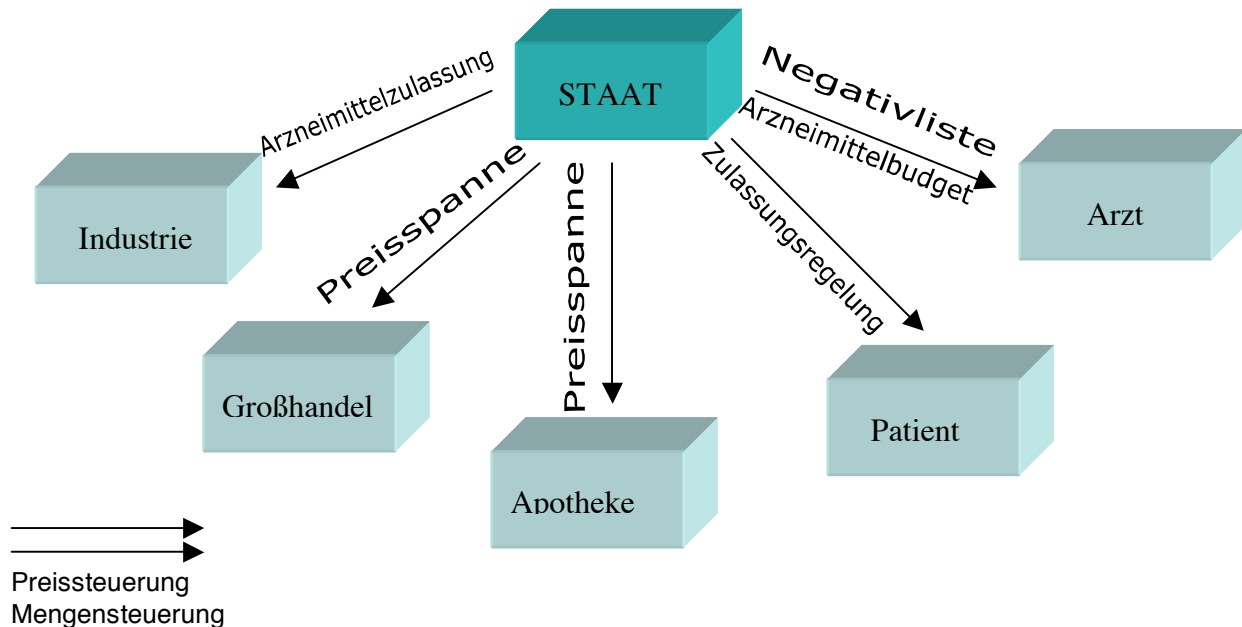 STAAT
Arzneimittelzulassung
Negativliste
Arzneimittelbudget
Zulassungsregelung
Preisspanne
Preisspanne
Industrie
Arzt
Großhandel
Patient
Apotheke
Preissteuerung
Mengensteuerung